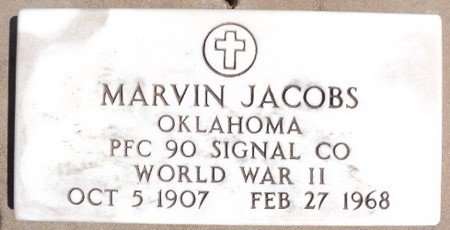 MARVIN JACOBS
OKLAHOMA
PFC 90 SIGNAL CO
WORLD WAR II
OCT 5 1907 FEB 27 1968